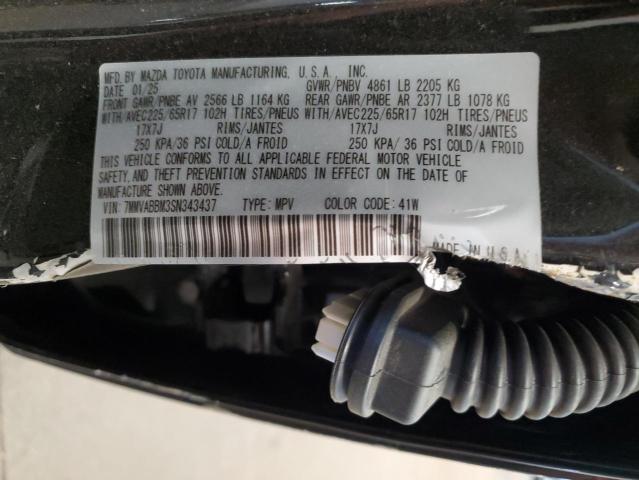 MFD. BY MAZDA TOYOTA MANUFACTURING, U.S.A., INC.
DATE 01/25 GVWR/PNBV 4861 LB 2205 KG
FRONT GAWR/PNBE AV 2566 LB 1164 KG REAR GAWR/PNBE AR 2377 LB 1078 KG
WITH/AVEC225/65R17 102H TIRES/PNEUS WITH/AVEC225/65R17 102H TIRES/PNEUS
17X7J RIMS/JANTES 17X7J RIMS/JANTES
250 KPA/36 PSI COLD/A FROID 250 KPA/36 PSI COLD/A FROID
THIS VEHICLE CONFORMS TO ALL APPLICABLE FEDERAL MOTOR VEHICLE
SAFETY, AND THEFT PREVENTION STANDARDS IN EFFECT ON THE DATE OF
MANUFACTURE SHOWN ABOVE.
VIN: 7MMVABBM3SN343437 TYPE: MPV COLOR CODE: 41W
MADE IN U.S.A